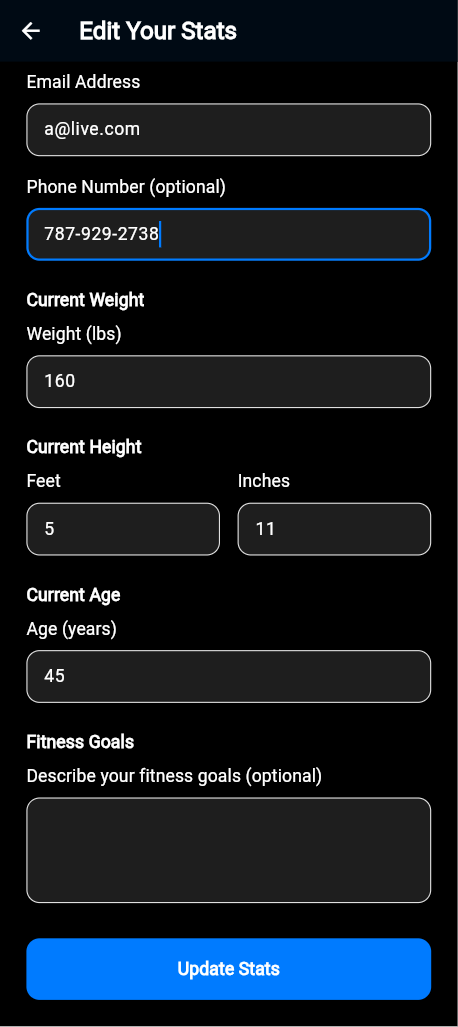 Edit Your Stats
Email Address
a@live.com
Phone Number (optional)
787-929-2738
Current Weight
Weight (lbs)
160
Current Height
Feet Inches
5 11
Current Age
Age (years)
45
Fitness Goals
Describe your fitness goals (optional)
Update Stats